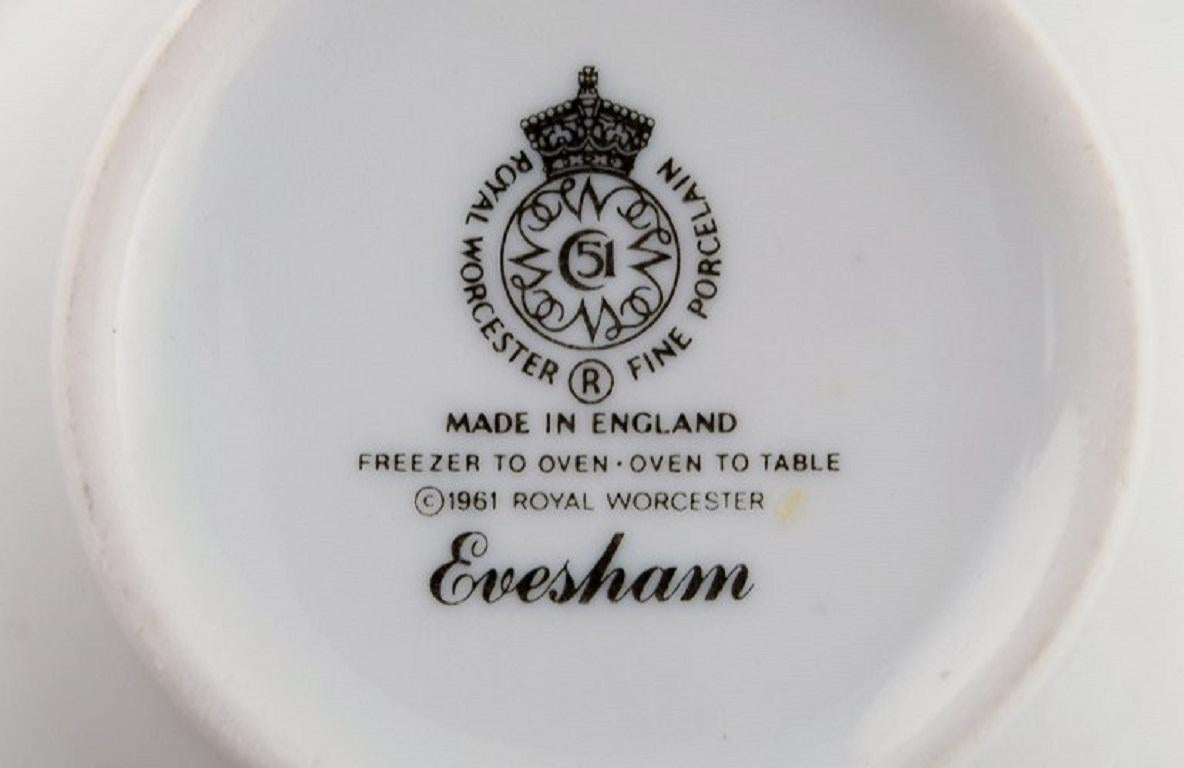 ROYAL WORCESTER ® FINE PORCELAIN
C51
MADE IN ENGLAND
FREEZER TO OVEN·OVEN TO TABLE
©1961 ROYAL WORCESTER
Evesham